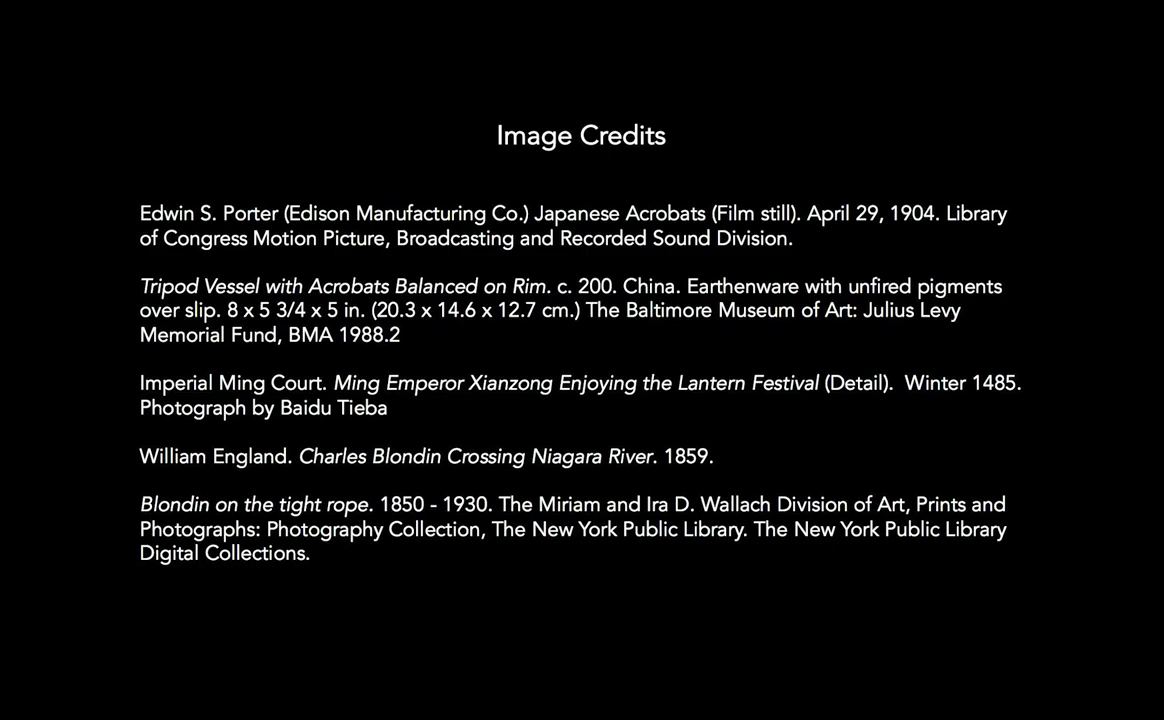 Image Credits
Edwin S. Porter (Edison Manufacturing Co.) Japanese Acrobats (Film still). April 29, 1904. Library
of Congress Motion Picture, Broadcasting and Recorded Sound Division.
Tripod Vessel with Acrobats Balanced on Rim. c. 200. China. Earthenware with unfired pigments
over slip. 8 x 5 3/4 x 5 in. (20.3 x 14.6 x 12.7 cm.) The Baltimore Museum of Art: Julius Levy
Memorial Fund, BMA 1988.2
Imperial Ming Court. Ming Emperor Xianzong Enjoying the Lantern Festival (Detail).  Winter 1485.
Photograph by Baidu Tieba
William England. Charles Blondin Crossing Niagara River. 1859.
Blondin on the tight rope. 1850 - 1930. The Miriam and Ira D. Wallach Division of Art, Prints and
Photographs: Photography Collection, The New York Public Library. The New York Public Library
Digital Collections.